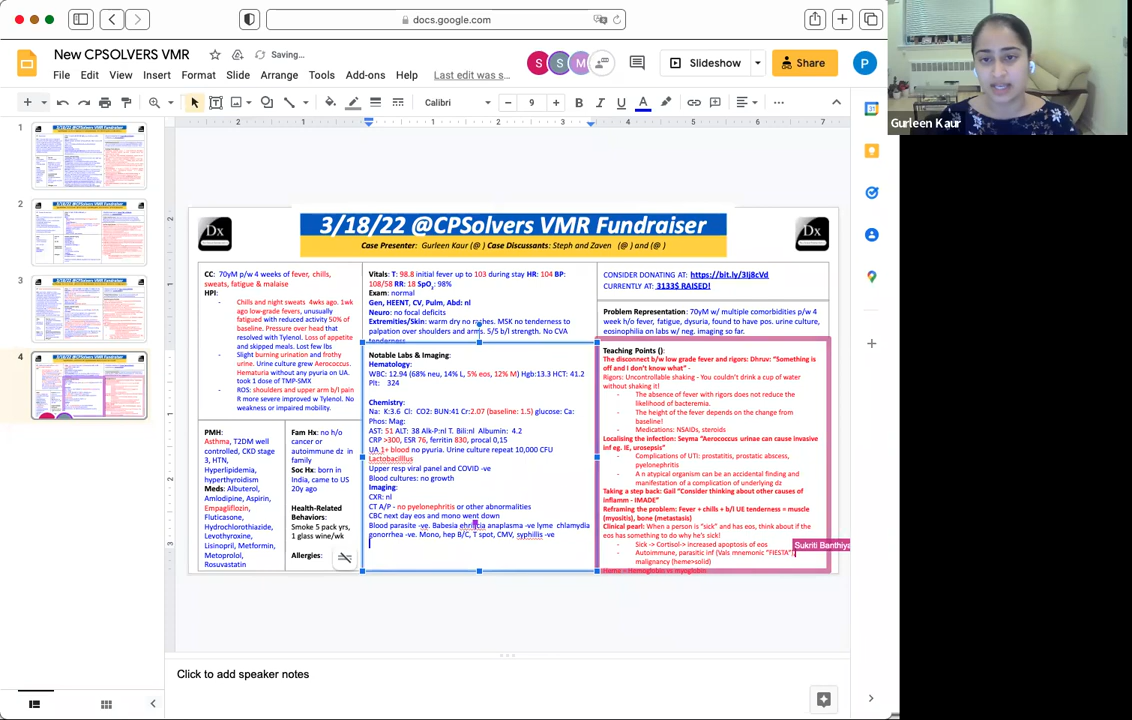 docs.google.com
New CPSOLVERS VMR
Saving...
File Edit View Insert Format Slide Arrange Tools Add-ons Help Last edit was s...
S S M
Slideshow
Share
P
Gurleen Kaur
Calibri
9
1
2
3
4
Dx
3/18/22 @CPSolvers VMR Fundraiser
Case Presenter: Gurleen Kaur (@ ) Case Discussants: Steph and Zaven (@ ) and (@ )
Dx
CC: 70yM p/w 4 weeks of fever, chills,
sweats, fatigue & malaise
HPI:
- Chills and night sweats 4wks ago. 1wk
ago low-grade fevers, unusually
fatigued with reduced activity 50% of
baseline. Pressure over head that
resolved with Tylenol. Loss of appetite
and skipped meals. Lost few lbs
- Slight burning urination and frothy
urine. Urine culture grew Aerococcus.
Hematuria without any pyuria on UA.
took 1 dose of TMP-SMX
- ROS: shoulders and upper arm b/l pain
R more severe improved w Tylenol. No
weakness or impaired mobility.
PMH:
Asthma, T2DM well
controlled, CKD stage
3, HTN,
Hyperlipidemia,
hyperthyroidism
Meds: Albuterol,
Amlodipine, Aspirin,
Empagliflozin,
Fluticasone,
Hydrochlorothiazide,
Levothyroxine,
Lisinopril, Metformin,
Metoprolol,
Rosuvastatin
Fam Hx: no h/o
cancer or
autoimmune dz in
family
Soc Hx: born in
India, came to US
20y ago
Health-Related
Behaviors:
Smoke 5 pack yrs,
1 glass wine/wk
Allergies:
Vitals: T: 98.8 initial fever up to 103 during stay HR: 104 BP:
108/58 RR: 18 SpO2: 98%
Exam: normal
Gen, HEENT, CV, Pulm, Abd: nl
Neuro: no focal deficits
Extremities/Skin: warm dry no rashes. MSK no tenderness to
palpation over shoulders and arms. 5/5 b/l strength. No CVA
tenderness
Notable Labs & Imaging:
Hematology:
WBC: 12.94 (68% neu, 14% L, 5% eos, 12% M) Hgb:13.3 HCT: 41.2
Plt: 324
Chemistry:
Na: K:3.6 Cl: CO2: BUN:41 Cr:2.07 (baseline: 1.5) glucose: Ca:
Phos: Mag:
AST: 51 ALT: 38 Alk-P:nl T. Bili:nl Albumin: 4.2
CRP >300, ESR 76, ferritin 830, procal 0,15
UA 1+ blood no pyuria. Urine culture repeat 10,000 CFU
Lactobacilllus
Upper resp viral panel and COVID -ve
Blood cultures: no growth
Imaging:
CXR: nl
CT A/P - no pyelonephritis or other abnormalities
CBC next day eos and mono went down
Blood parasite -ve. Babesia ehrlicia anaplasma -ve lyme chlamydia
gonorrhea -ve. Mono, hep B/C, T spot, CMV, syphillis -ve
CONSIDER DONATING AT: https://bit.ly/3Ij8cVd
CURRENTLY AT: 3133$ RAISED!
Problem Representation: 70yM w/ multiple comorbidities p/w 4
week h/o fever, fatigue, dysuria, found to have pos. urine culture,
eosinophilia on labs w/ neg. imaging so far.
Teaching Points ():
The disconnect b/w low grade fever and rigors: Dhruv: "Something is
off and I don't know what" -
Rigors: Uncontrollable shaking - You couldn't drink a cup of water
without shaking it!
- The absence of fever with rigors does not reduce the
likelihood of bacteremia.
- The height of the fever depends on the change from
baseline!
- Medications: NSAIDs, steroids
Localising the infection: Seyma "Aerococcus urinae can cause invasive
inf eg. IE, urosepsis"
- Complications of UTI: prostatitis, prostatic abscess,
pyelonephritis
- A n atypical organism can be an accidental finding and
manifestation of a complication of underlying dz
Taking a step back: Gail "Consider thinking about other causes of
inflamm - IMADE"
Reframing the problem: Fever + chills + b/l UE tenderness = muscle
(myositis), bone (metastasis)
Clinical pearl: When a person is "sick" and has eos, think about if the
eos has something to do why he's sick!
- Sick -> Cortisol-> increased apoptosis of eos
- Autoimmune, parasitic inf (Vals mnemonic "FIESTA"),
malignancy (heme>solid)
Heme = Hemoglobin vs myoglobin
Sukriti Banthiya
Click to add speaker notes